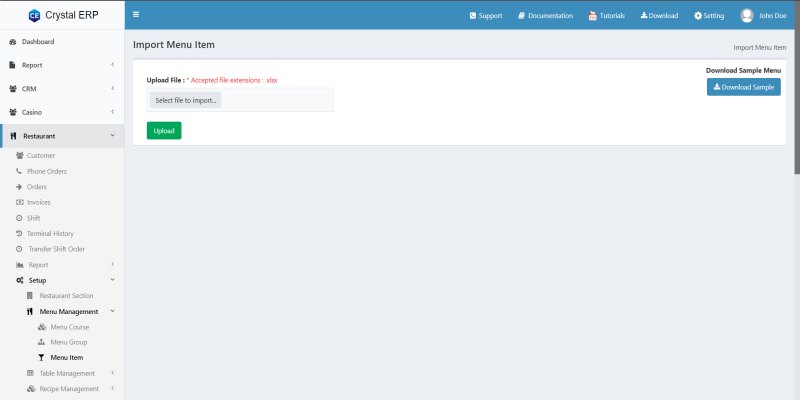 CE Crystal ERP
Support
Documentation
Tutorials
Download
Setting
John Doe
Dashboard
Report
CRM
Casino
Restaurant
Customer
Phone Orders
Orders
Invoices
Shift
Terminal History
Transfer Shift Order
Report
Setup
Restaurant Section
Menu Management
Menu Course
Menu Group
Menu Item
Table Management
Recipe Management
Import Menu Item
Import Menu Item
Upload File : * Accepted file extensions : .xlsx
Select file to import...
Upload
Download Sample Menu
Download Sample